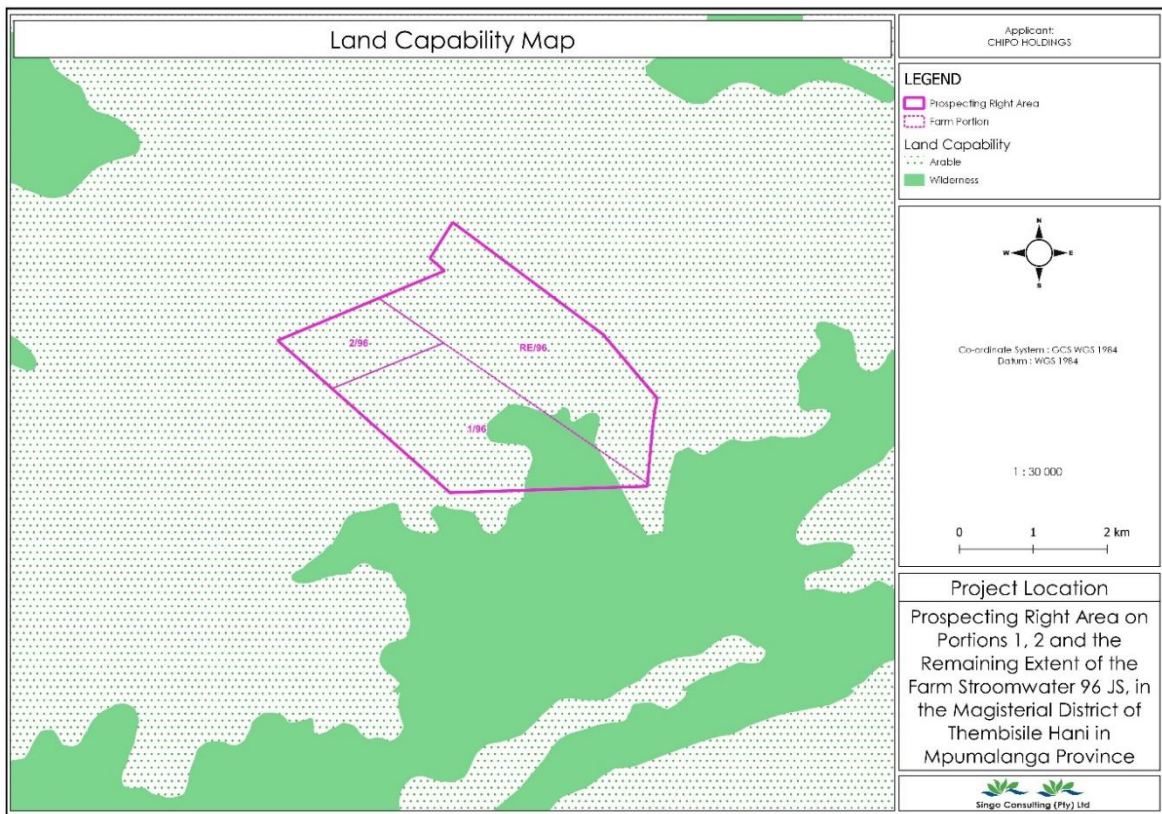 Land Capability Map
2/96
RE/96
1/96
Applicant:
CHIPO HOLDINGS
LEGEND
Prospecting Right Area
Farm Portion
Land Capability
Arable
Wilderness
N
W E
S
Co-ordinate System : GCS WGS 1984
Datum : WGS 1984
1 : 30 000
0 1 2 km
Project Location
Prospecting Right Area on
Portions 1, 2 and the
Remaining Extent of the
Farm Stroomwater 96 JS, in
the Magisterial District of
Thembisile Hani in
Mpumalanga Province
Singo Consulting (Pty) Ltd